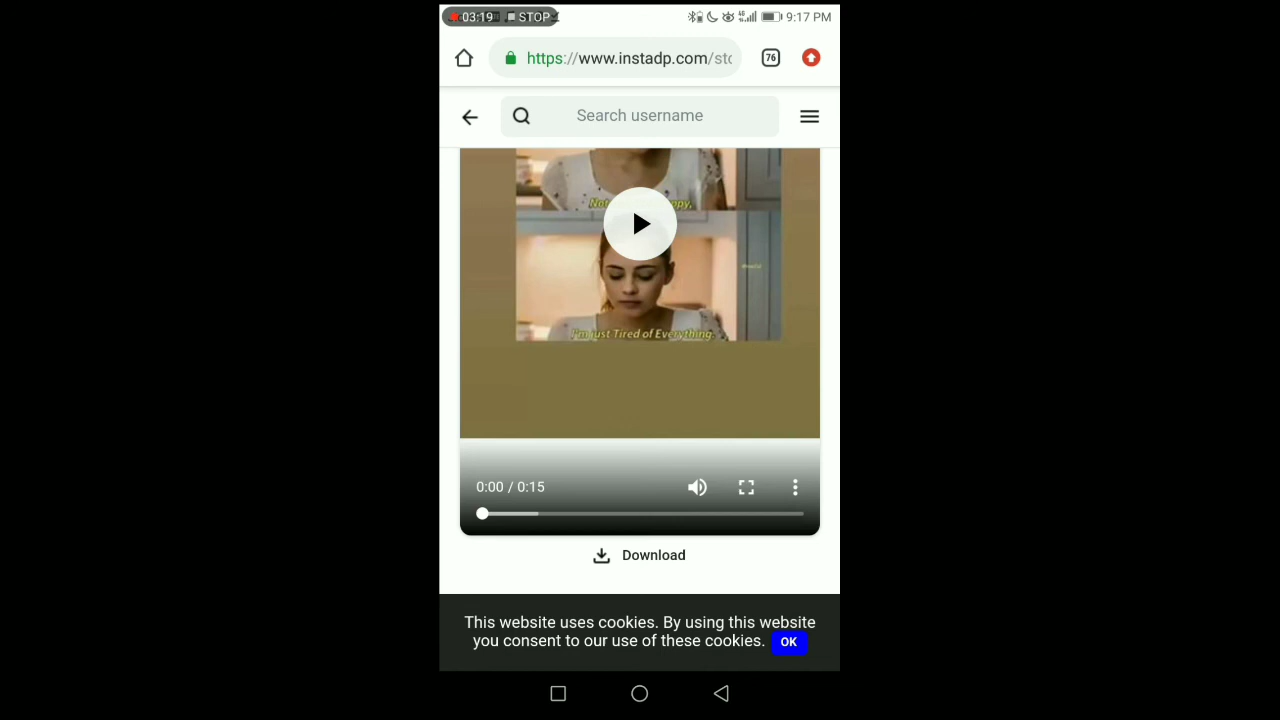 03:19 STOP
9:17 PM
https://www.instadp.com/sto
76
Search username
I'm just Tired of Everything.
0:00 / 0:15
Download
This website uses cookies. By using this website
you consent to our use of these cookies. OK